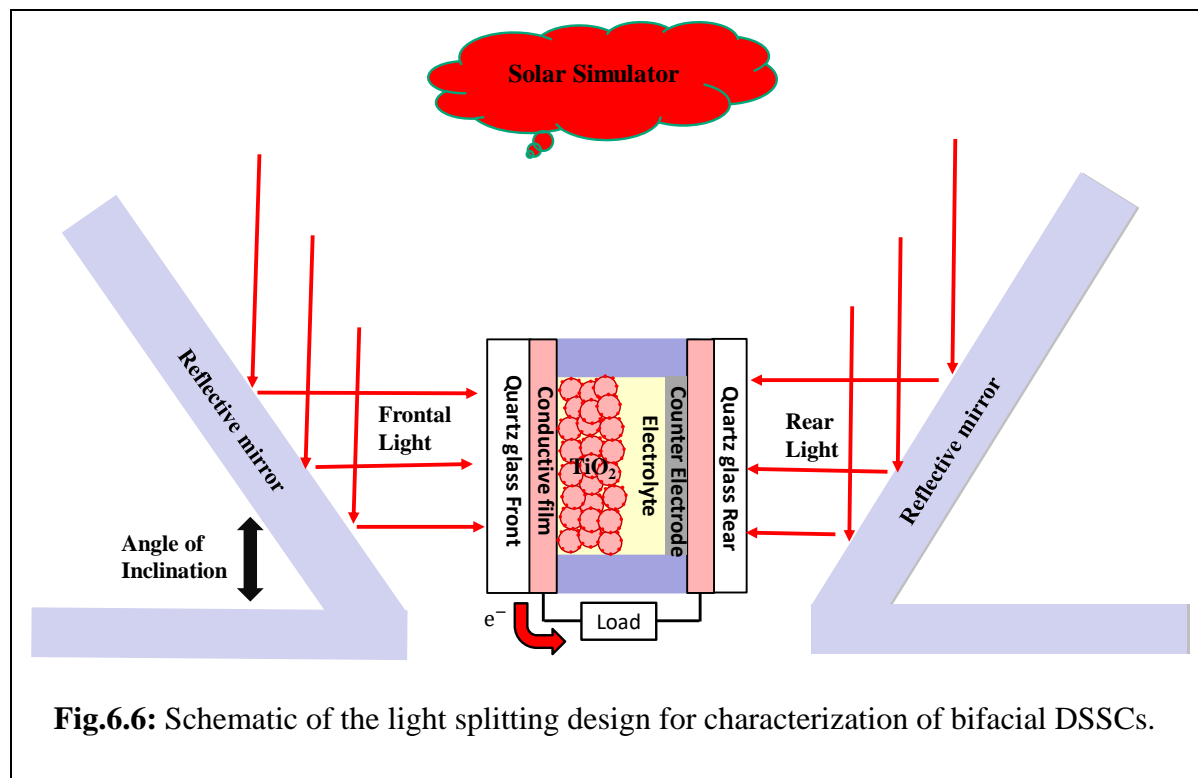 Solar Simulator
Reflective mirror
Frontal
Light
Angle of
Inclination
Quartz glass Front
Conductive film
TiO₂
Electrolyte
Counter Electrode
Quartz glass Rear
Rear
Light
Reflective mirror
e⁻
Load
Fig.6.6: Schematic of the light splitting design for characterization of bifacial DSSCs.